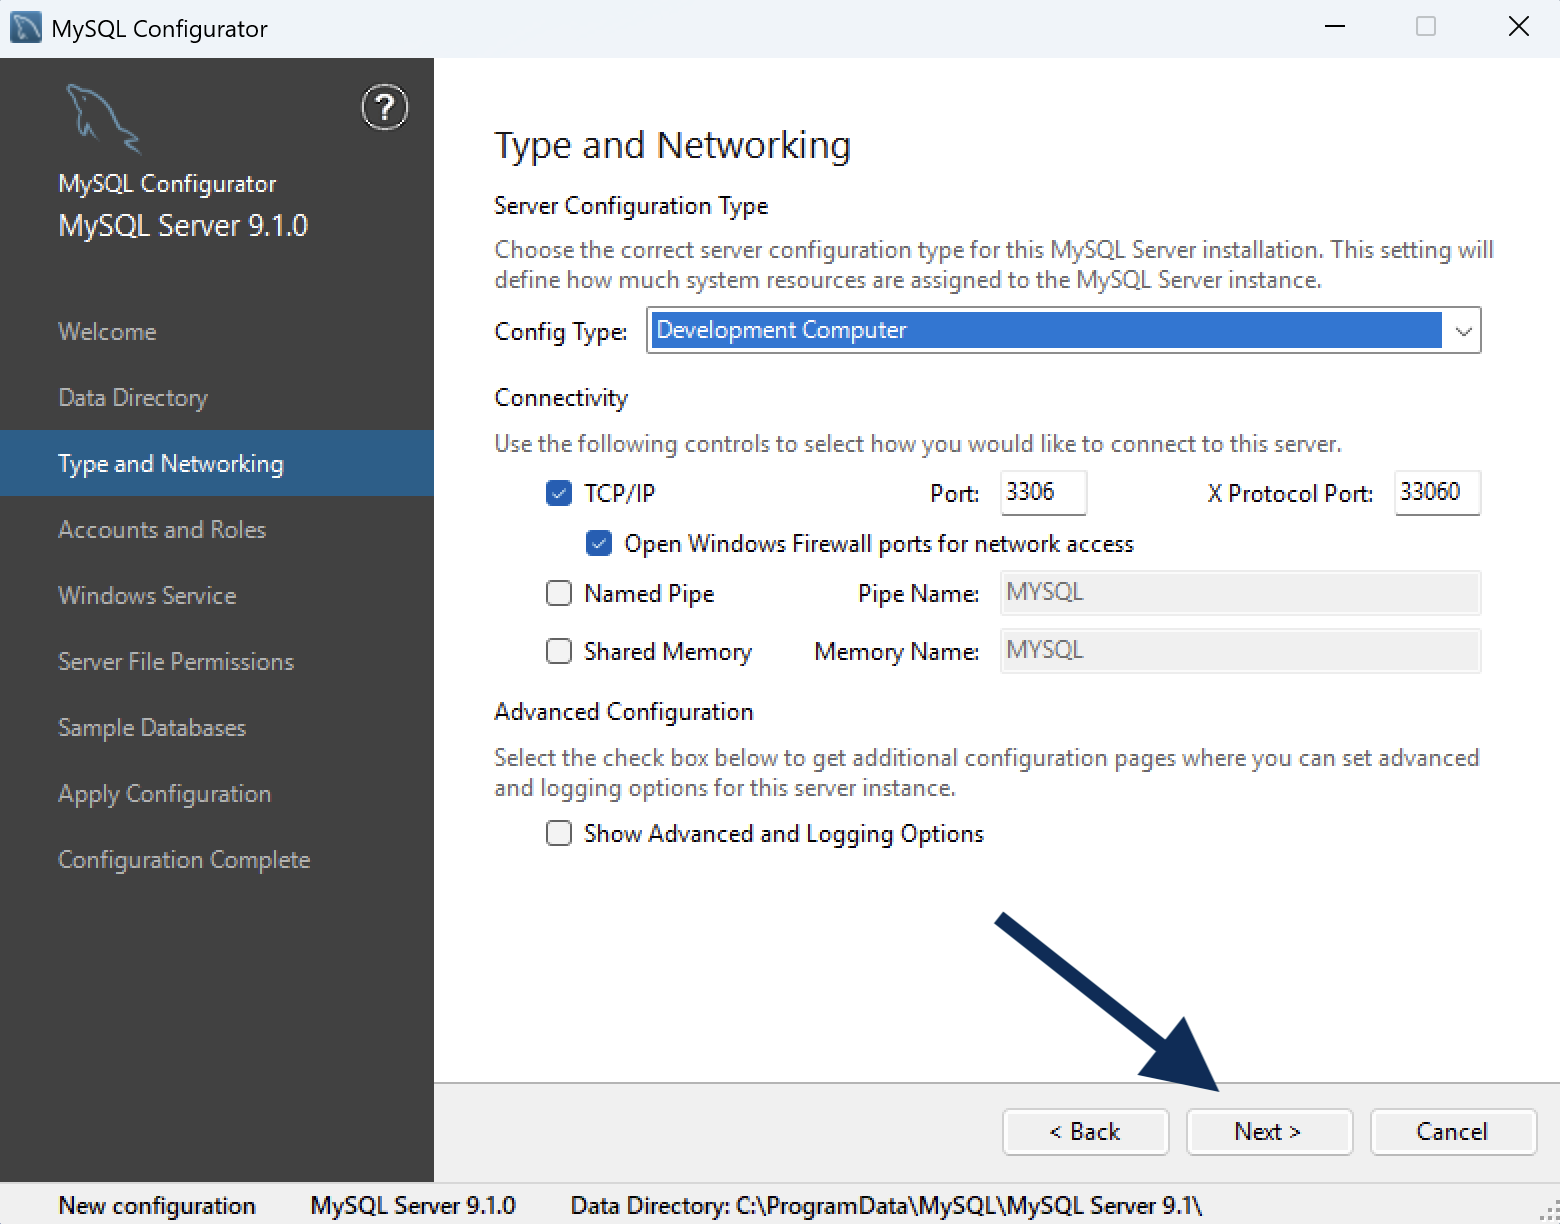 MySQL Configurator
?
MySQL Configurator
MySQL Server 9.1.0
Welcome
Data Directory
Type and Networking
Accounts and Roles
Windows Service
Server File Permissions
Sample Databases
Apply Configuration
Configuration Complete
Type and Networking
Server Configuration Type
Choose the correct server configuration type for this MySQL Server installation. This setting will
define how much system resources are assigned to the MySQL Server instance.
Config Type: Development Computer
Connectivity
Use the following controls to select how you would like to connect to this server.
TCP/IP Port: 3306 X Protocol Port: 33060
Open Windows Firewall ports for network access
Named Pipe Pipe Name: MYSQL
Shared Memory Memory Name: MYSQL
Advanced Configuration
Select the check box below to get additional configuration pages where you can set advanced
and logging options for this server instance.
Show Advanced and Logging Options
< Back Next > Cancel
New configuration MySQL Server 9.1.0 Data Directory: C:\ProgramData\MySQL\MySQL Server 9.1\